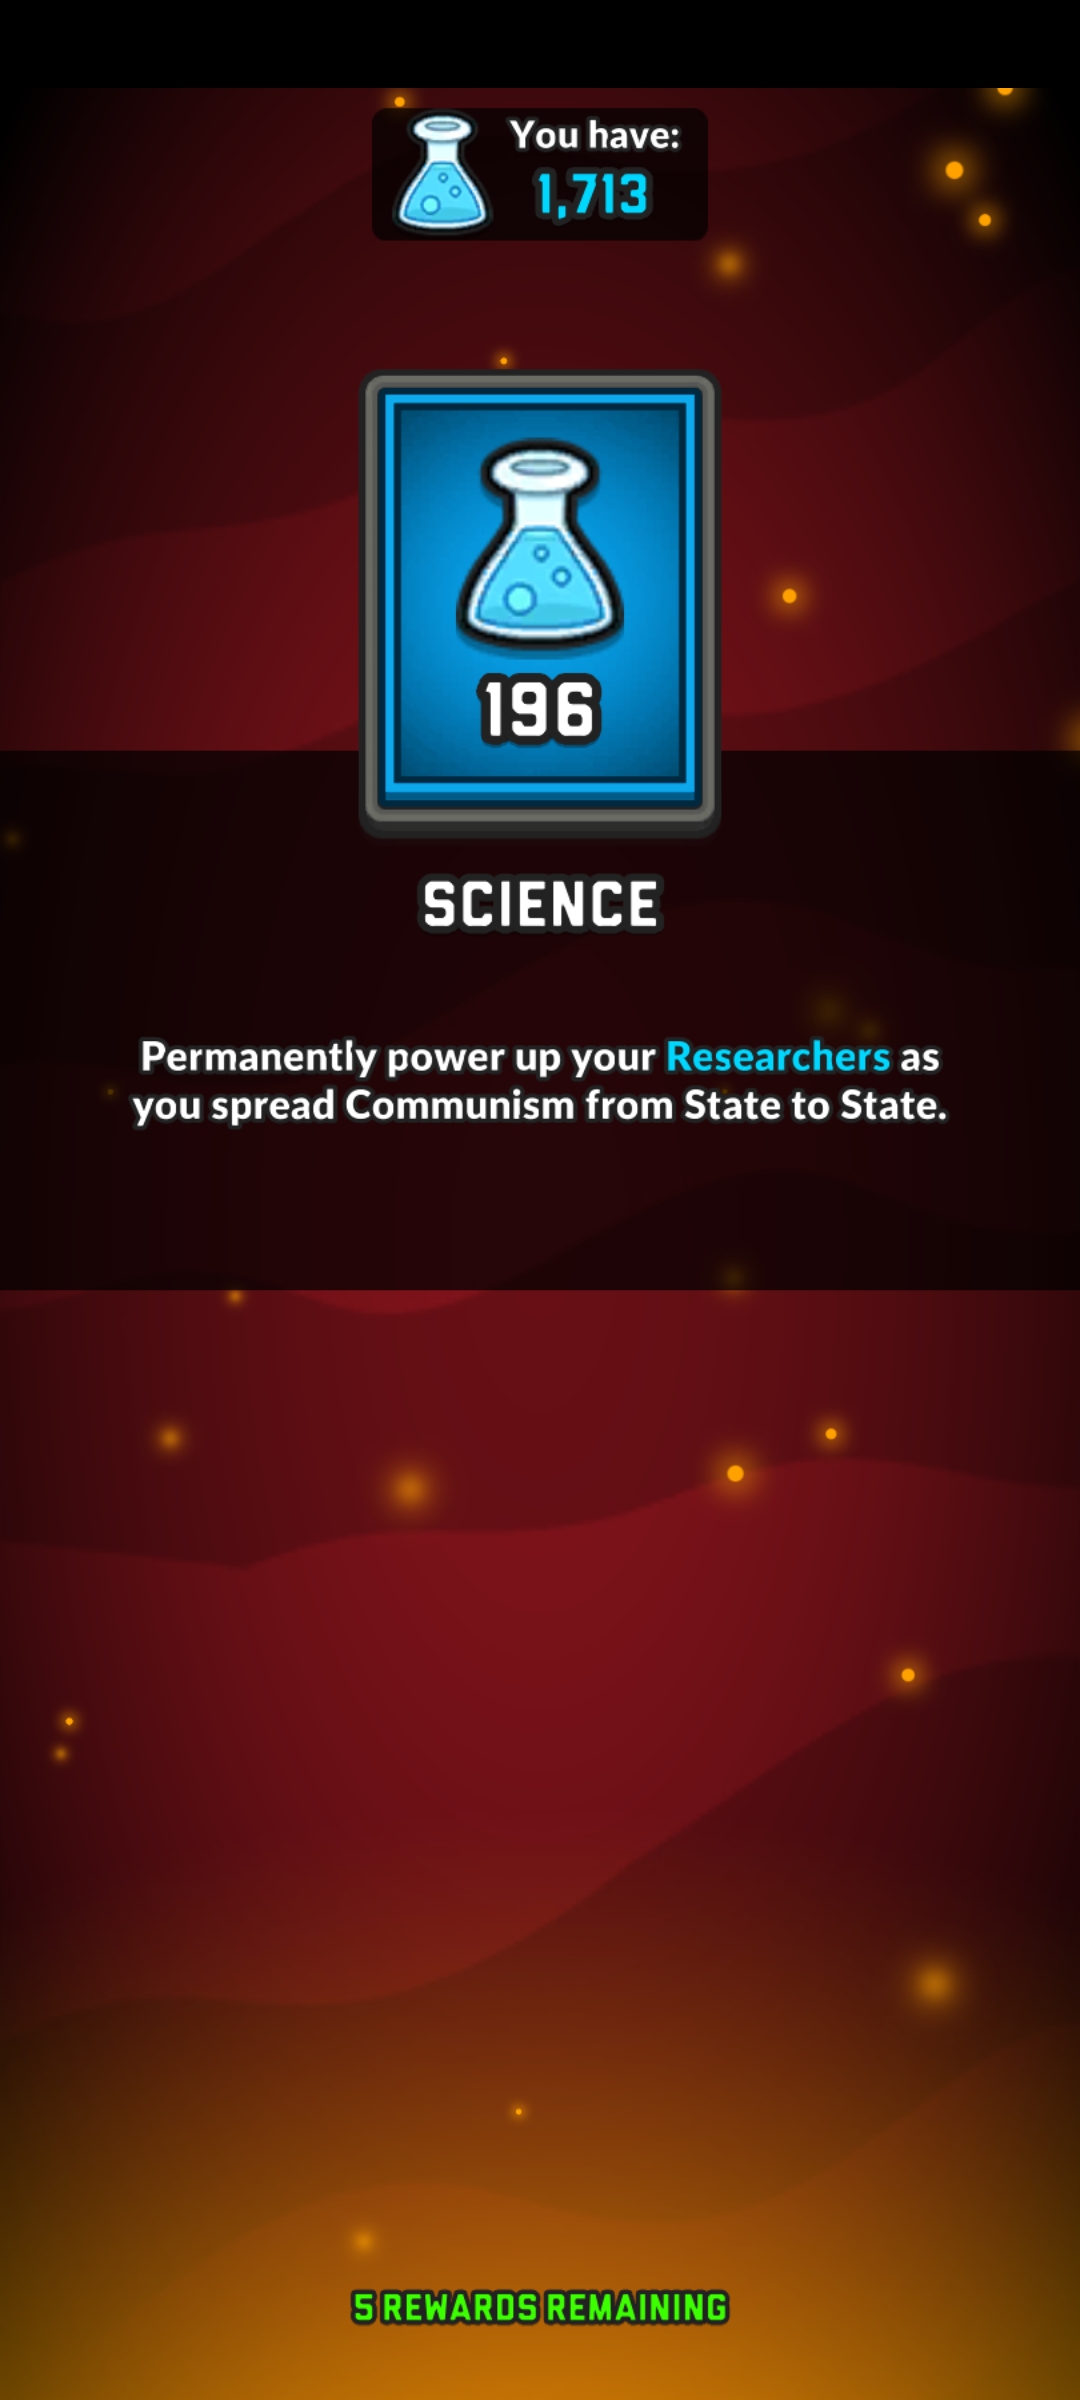 You have:
1,713
196
SCIENCE
Permanently power up your Researchers as
you spread Communism from State to State.
5 REWARDS REMAINING